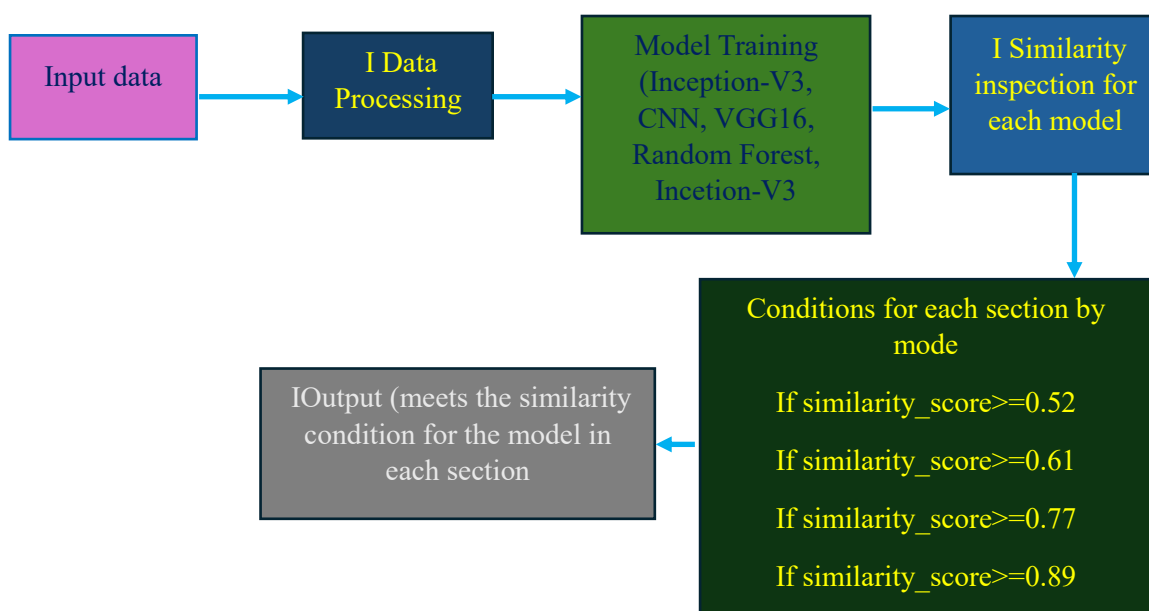 Input data
I Data
Processing
Model Training
(Inception-V3,
CNN, VGG16,
Random Forest,
Incetion-V3
I Similarity
inspection for
each model
Conditions for each section by
mode
If similarity_score>=0.52
If similarity_score>=0.61
If similarity_score>=0.77
If similarity_score>=0.89
IOutput (meets the similarity
condition for the model in
each section